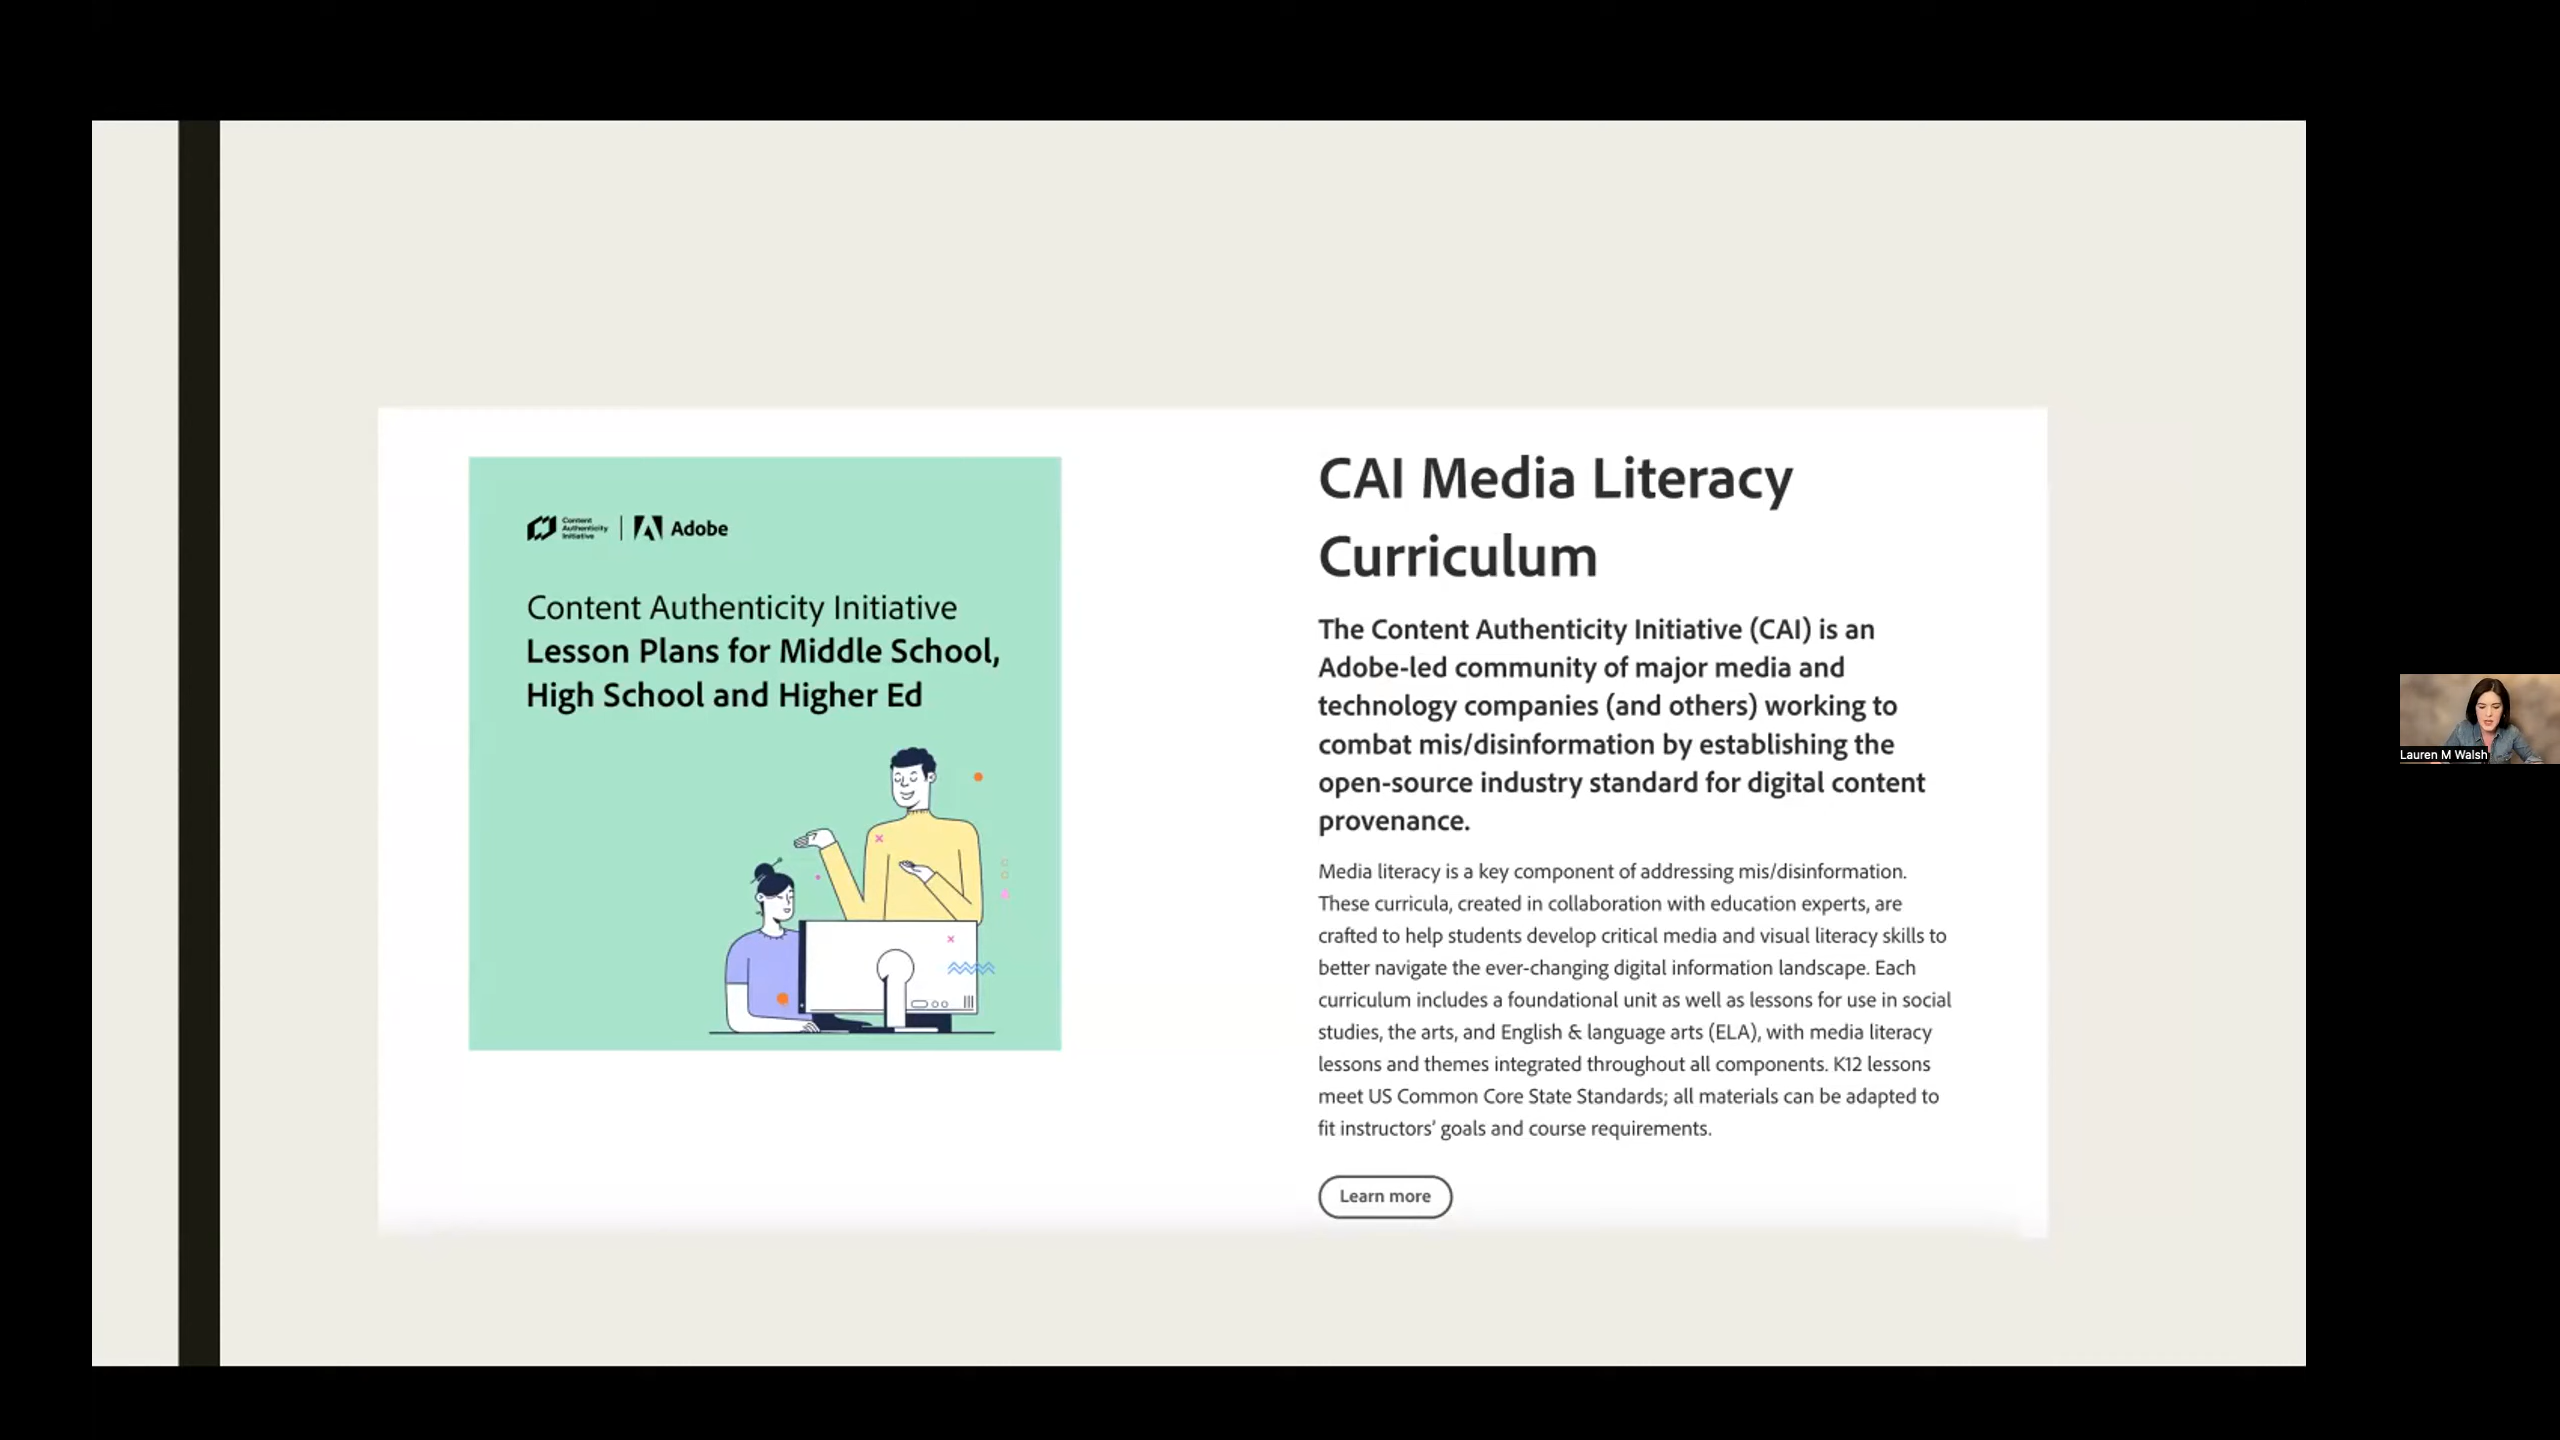 Content
Authenticity
Initiative
Adobe
Content Authenticity Initiative
Lesson Plans for Middle School,
High School and Higher Ed
CAI Media Literacy
Curriculum
The Content Authenticity Initiative (CAI) is an
Adobe-led community of major media and
technology companies (and others) working to
combat mis/disinformation by establishing the
open-source industry standard for digital content
provenance.
Media literacy is a key component of addressing mis/disinformation.
These curricula, created in collaboration with education experts, are
crafted to help students develop critical media and visual literacy skills to
better navigate the ever-changing digital information landscape. Each
curriculum includes a foundational unit as well as lessons for use in social
studies, the arts, and English & language arts (ELA), with media literacy
lessons and themes integrated throughout all components. K12 lessons
meet US Common Core State Standards; all materials can be adapted to
fit instructors’ goals and course requirements.
Learn more
Lauren M Walsh